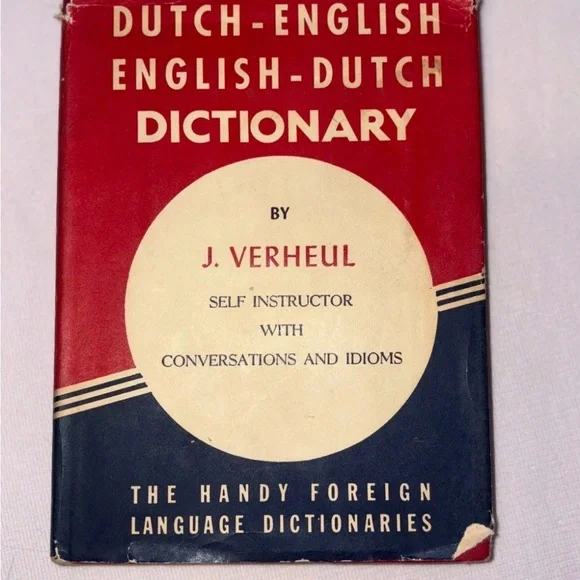 DUTCH-ENGLISH
ENGLISH-DUTCH
DICTIONARY
BY
J. VERHEUL
SELF INSTRUCTOR
WITH
CONVERSATIONS AND IDIOMS
THE HANDY FOREIGN
LANGUAGE DICTIONARIES